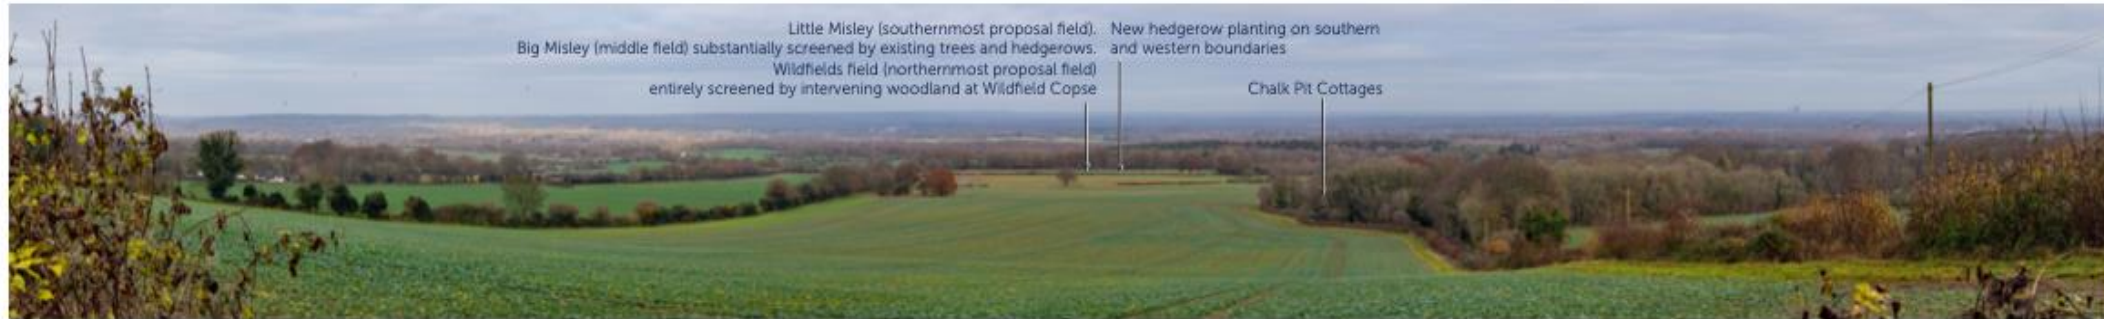 Little Misley (southernmost proposal field).
Big Misley (middle field) substantially screened by existing trees and hedgerows.
Wildfields field (northernmost proposal field)
entirely screened by intervening woodland at Wildfield Copse
New hedgerow planting on southern
and western boundaries
Chalk Pit Cottages